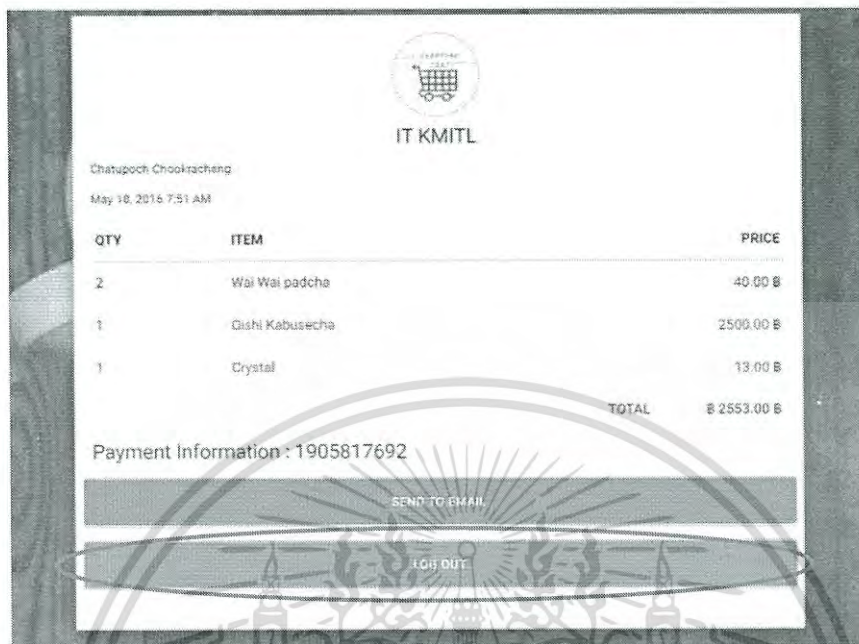 IT KMITL
Chatupoch Chookracheng
May 18, 2016 7:51 AM
QTY ITEM PRICE
2 Wai Wai padcha 40.00 ฿
1 Oishi Kabusecha 2500.00 ฿
1 Crystal 13.00 ฿
TOTAL ฿ 2553.00 ฿
Payment Information : 1905817692
SEND TO EMAIL
LOG OUT